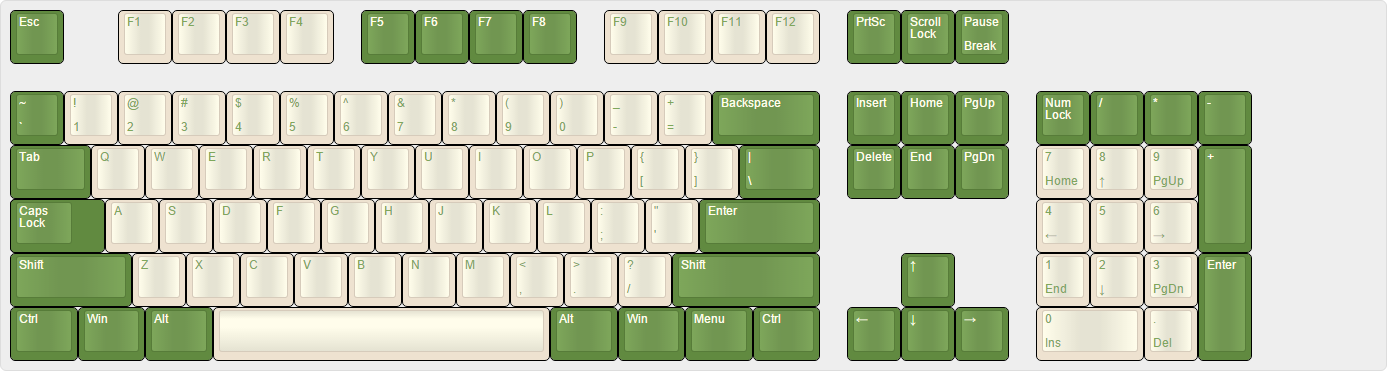 Esc F1 F2 F3 F4 F5 F6 F7 F8 F9 F10 F11 F12 PrtSc Scroll Pause
Lock
Break
~ ! @ # $ % ^ & * ( ) _ + Backspace Insert Home PgUp Num / * -
Lock
` 1 2 3 4 5 6 7 8 9 0 - =
Tab Q W E R T Y U I O P { } | Delete End PgDn 7 8 9 +
[ ] \ Home ↑ PgUp
Caps A S D F G H J K L : " Enter 4 5 6
Lock
; ' ← →
Shift Z X C V B N M < > ? Shift ↑ 1 2 3 Enter
, . / End ↓ PgDn
Ctrl Win Alt Alt Win Menu Ctrl ← ↓ → 0 .
Ins Del